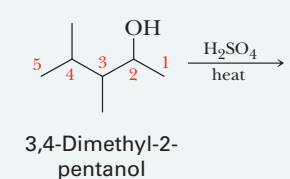 OH
5 4 3 2 1
H₂SO₄
heat
3,4-Dimethyl-2-
pentanol